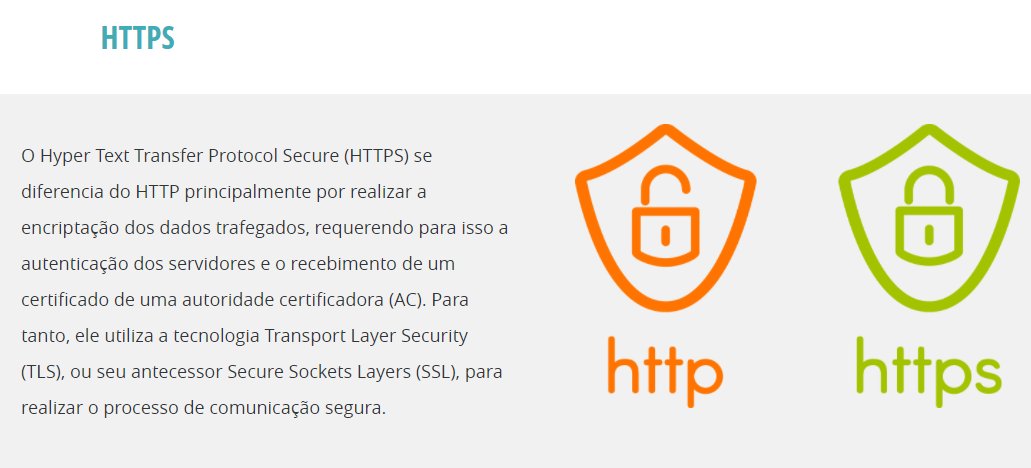 HTTPS
O Hyper Text Transfer Protocol Secure (HTTPS) se
diferencia do HTTP principalmente por realizar a
encriptação dos dados trafegados, requerendo para isso a
autenticação dos servidores e o recebimento de um
certificado de uma autoridade certificadora (AC). Para
tanto, ele utiliza a tecnologia Transport Layer Security
(TLS), ou seu antecessor Secure Sockets Layers (SSL), para
realizar o processo de comunicação segura.
http
https